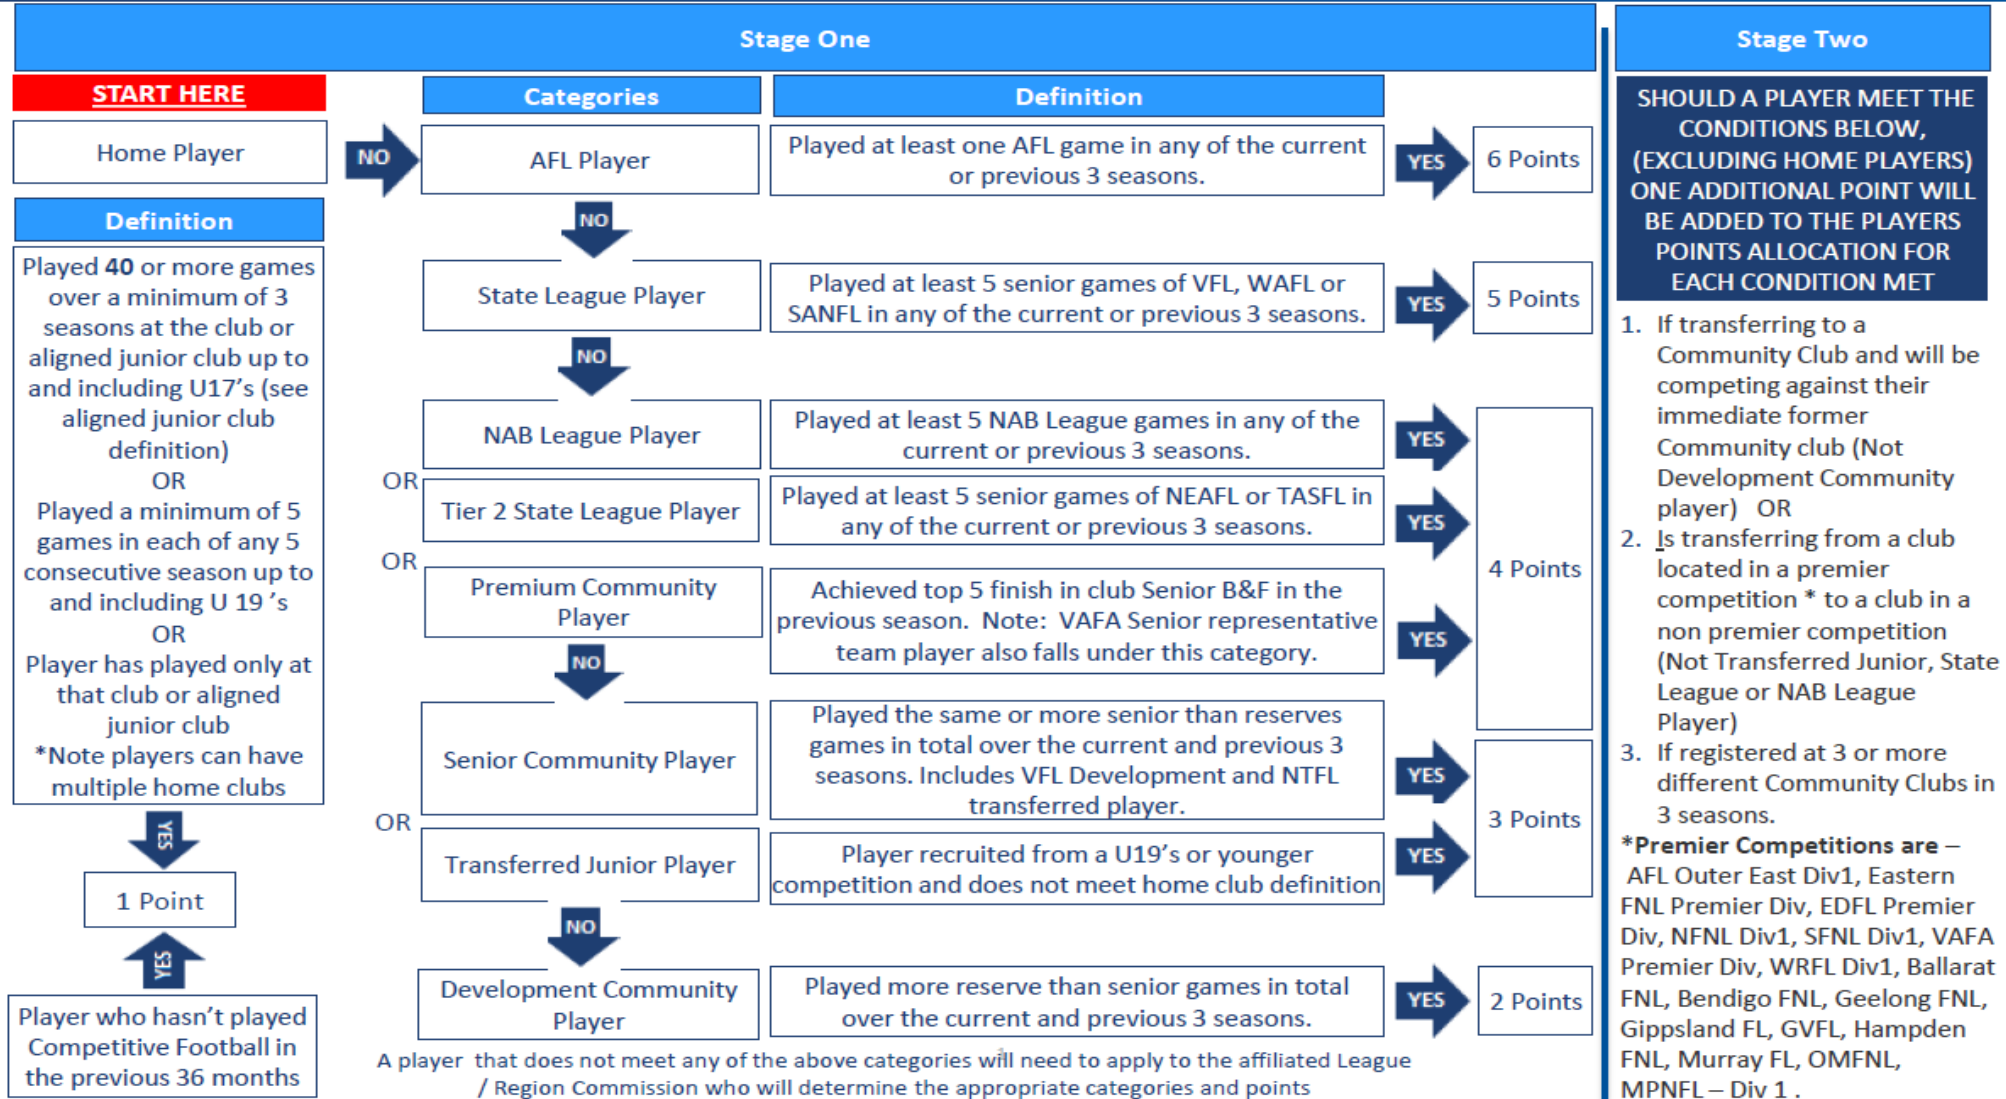 Stage One
START HERE
Home Player
Definition
Played 40 or more games
over a minimum of 3
seasons at the club or
aligned junior club up to
and including U17's (see
aligned junior club
definition)
OR
Played a minimum of 5
games in each of any 5
consecutive season up to
and including U 19 's
OR
Player has played only at
that club or aligned
junior club
*Note players can have
multiple home clubs
YES
1 Point
YES
Player who hasn't played
Competitive Football in
the previous 36 months
NO
Categories
Definition
AFL Player
Played at least one AFL game in any of the current
or previous 3 seasons.
YES
6 Points
NO
State League Player
Played at least 5 senior games of VFL, WAFL or
SANFL in any of the current or previous 3 seasons.
YES
5 Points
NO
NAB League Player
Played at least 5 NAB League games in any of the
current or previous 3 seasons.
YES
OR
Tier 2 State League Player
Played at least 5 senior games of NEAFL or TASFL in
any of the current or previous 3 seasons.
YES
OR
4 Points
Premium Community
Player
Achieved top 5 finish in club Senior B&F in the
previous season. Note: VAFA Senior representative
team player also falls under this category.
YES
NO
Senior Community Player
Played the same or more senior than reserves
games in total over the current and previous 3
seasons. Includes VFL Development and NTFL
transferred player.
YES
OR
3 Points
Transferred Junior Player
Player recruited from a U19's or younger
competition and does not meet home club definition
YES
NO
Development Community
Player
Played more reserve than senior games in total
over the current and previous 3 seasons.
YES
2 Points
1
A player that does not meet any of the above categories will need to apply to the affiliated League
/ Region Commission who will determine the appropriate categories and points
Stage Two
SHOULD A PLAYER MEET THE
CONDITIONS BELOW,
(EXCLUDING HOME PLAYERS)
ONE ADDITIONAL POINT WILL
BE ADDED TO THE PLAYERS
POINTS ALLOCATION FOR
EACH CONDITION MET
1. If transferring to a
Community Club and will be
competing against their
immediate former
Community club (Not
Development Community
player) OR
2. Is transferring from a club
located in a premier
competition * to a club in a
non premier competition
(Not Transferred Junior, State
League or NAB League
Player)
3. If registered at 3 or more
different Community Clubs in
3 seasons.
*Premier Competitions are –
AFL Outer East Div1, Eastern
FNL Premier Div, EDFL Premier
Div, NFNL Div1, SFNL Div1, VAFA
Premier Div, WRFL Div1, Ballarat
FNL, Bendigo FNL, Geelong FNL,
Gippsland FL, GVFL, Hampden
FNL, Murray FL, OMFNL,
MPNFL – Div 1 .